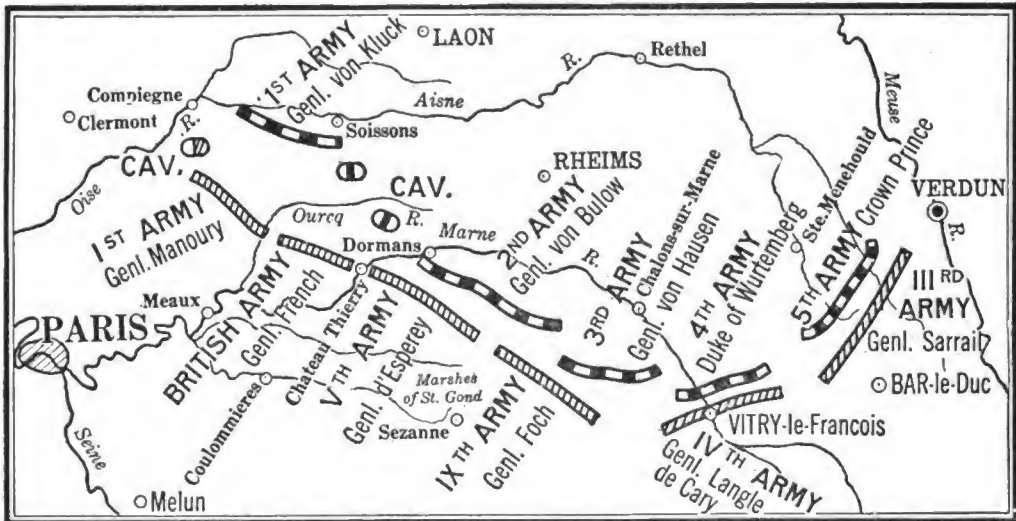 LAON
Rethel
R.
Meuse
1ST ARMY
Genl. von Kluck
Compiegne
Clermont
R.
Aisne
Soissons
CAV.
CAV.
Oise
Ourcq
R.
RHEIMS
Ste. Menehould
5TH ARMY
Crown Prince
VERDUN
R.
1ST ARMY
Genl. Manoury
Dormans
Marne
R.
2ND ARMY
Genl. von Bulow
3RD ARMY
Genl. von Hausen
Chalons-sur-Marne
4TH ARMY
Duke of Wurtemberg
IIIRD
ARMY
Genl. Sarrail
BAR-le-Duc
Meaux
PARIS
BRITISH ARMY
Genl. French
Chateau Thierry
VTH ARMY
Genl. d'Esperey
Marshes
of St. Gond
Sezanne
Coulommieres
IXTH ARMY
Genl. Foch
VITRY-le-Francois
IVTH ARMY
Genl. Langle
de Cary
Seine
Melun